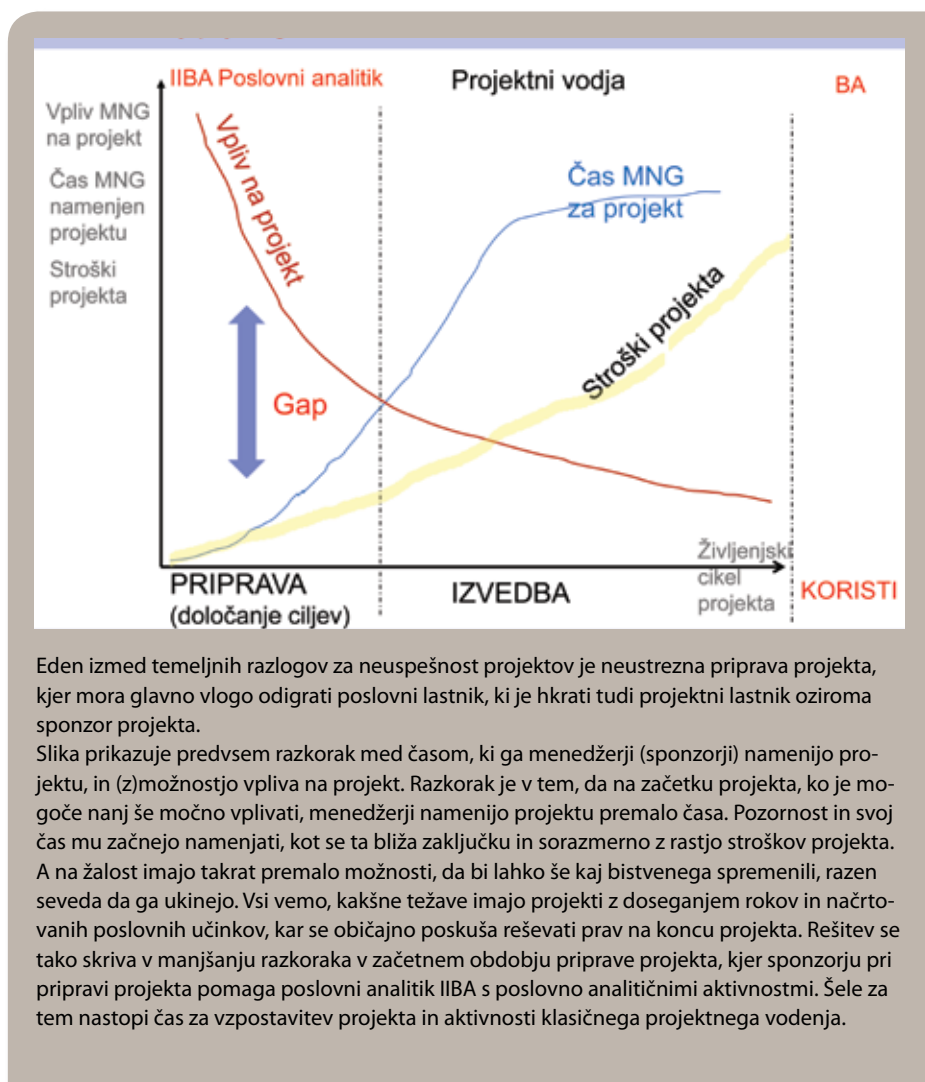 IIBA Poslovni analitik
Projektni vodja
BA
Vpliv MNG
na projekt
Čas MNG
namenjen
projektu
Stroški
projekta
Vpliv na projekt
Čas MNG
za projekt
Stroški projekta
Gap
Življenjski
cikel
projekta
PRIPRAVA
(določanje ciljev)
IZVEDBA
KORISTI
Eden izmed temeljnih razlogov za neuspešnost projektov je neustrezna priprava projekta,
kjer mora glavno vlogo odigrati poslovni lastnik, ki je hkrati tudi projektni lastnik oziroma
sponzor projekta.
Slika prikazuje predvsem razkorak med časom, ki ga menedžerji (sponzorji) namenijo pro-
jektu, in (z)možnostjo vpliva na projekt. Razkorak je v tem, da na začetku projekta, ko je mo-
goče nanj še močno vplivati, menedžerji namenijo projektu premalo časa. Pozornost in svoj
čas mu začnejo namenjati, kot se ta bliža zaključku in sorazmerno z rastjo stroškov projekta.
A na žalost imajo takrat premalo možnosti, da bi lahko še kaj bistvenega spremenili, razen
seveda da ga ukinejo. Vsi vemo, kakšne težave imajo projekti z doseganjem rokov in načrto-
vanih poslovnih učinkov, kar se običajno poskuša reševati prav na koncu projekta. Rešitev se
tako skriva v manjšanju razkoraka v začetnem obdobju priprave projekta, kjer sponzorju pri
pripravi projekta pomaga poslovni analitik IIBA s poslovno analitičnimi aktivnostmi. Šele za
tem nastopi čas za vzpostavitev projekta in aktivnosti klasičnega projektnega vodenja.